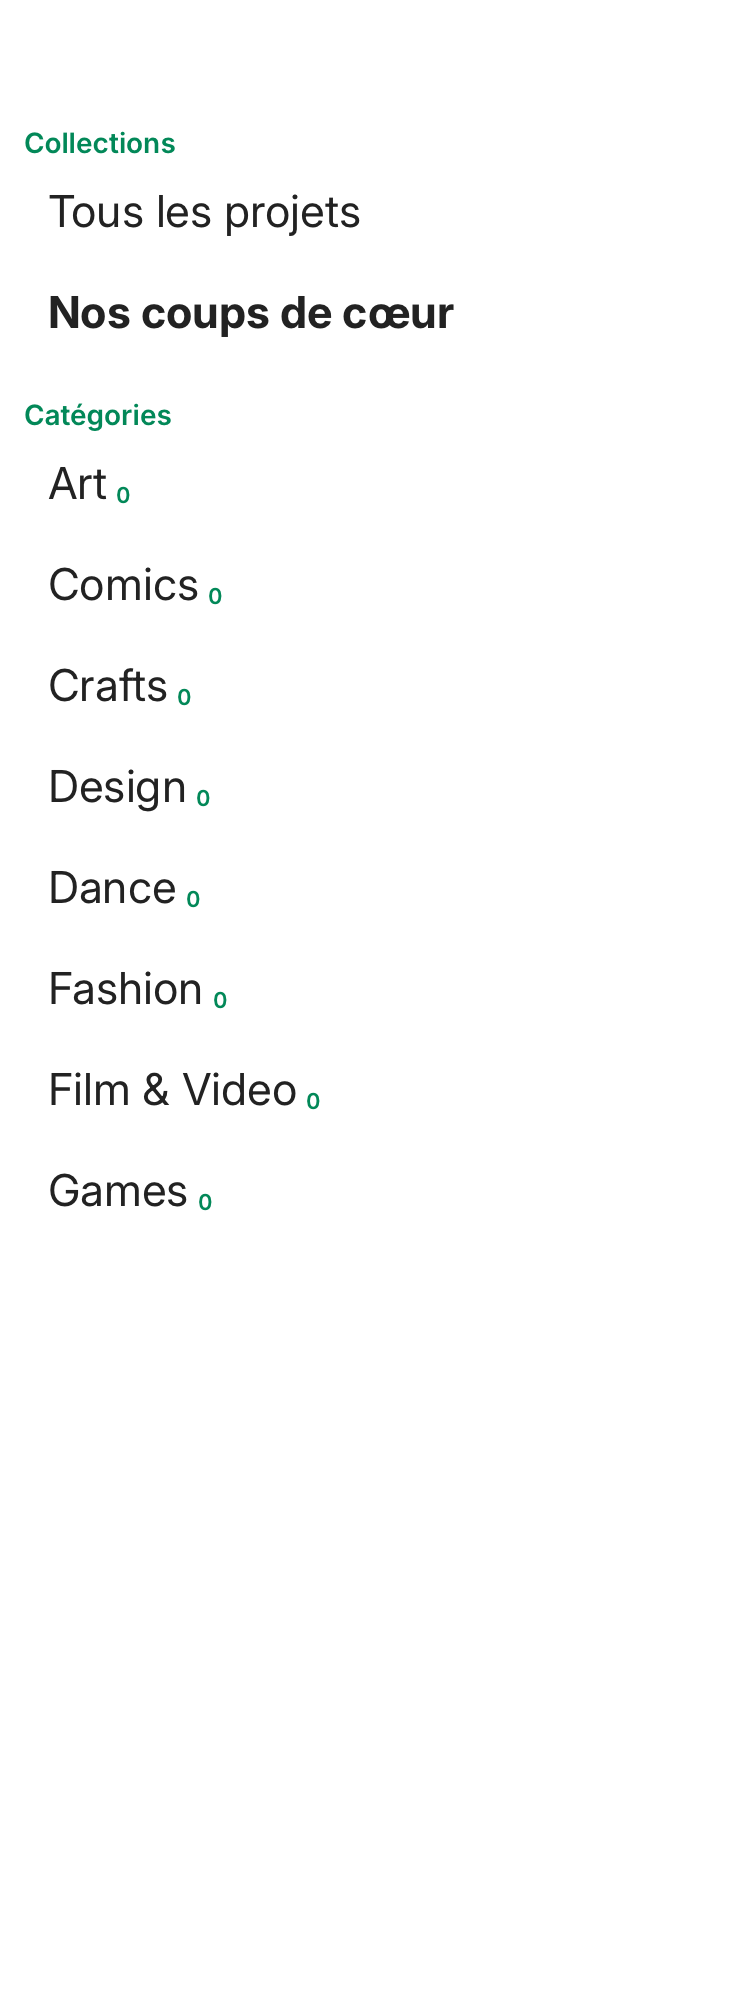 Collections
Tous les projets
Nos coups de cœur
Catégories
Art 0
Comics 0
Crafts 0
Design 0
Dance 0
Fashion 0
Film & Video 0
Games 0